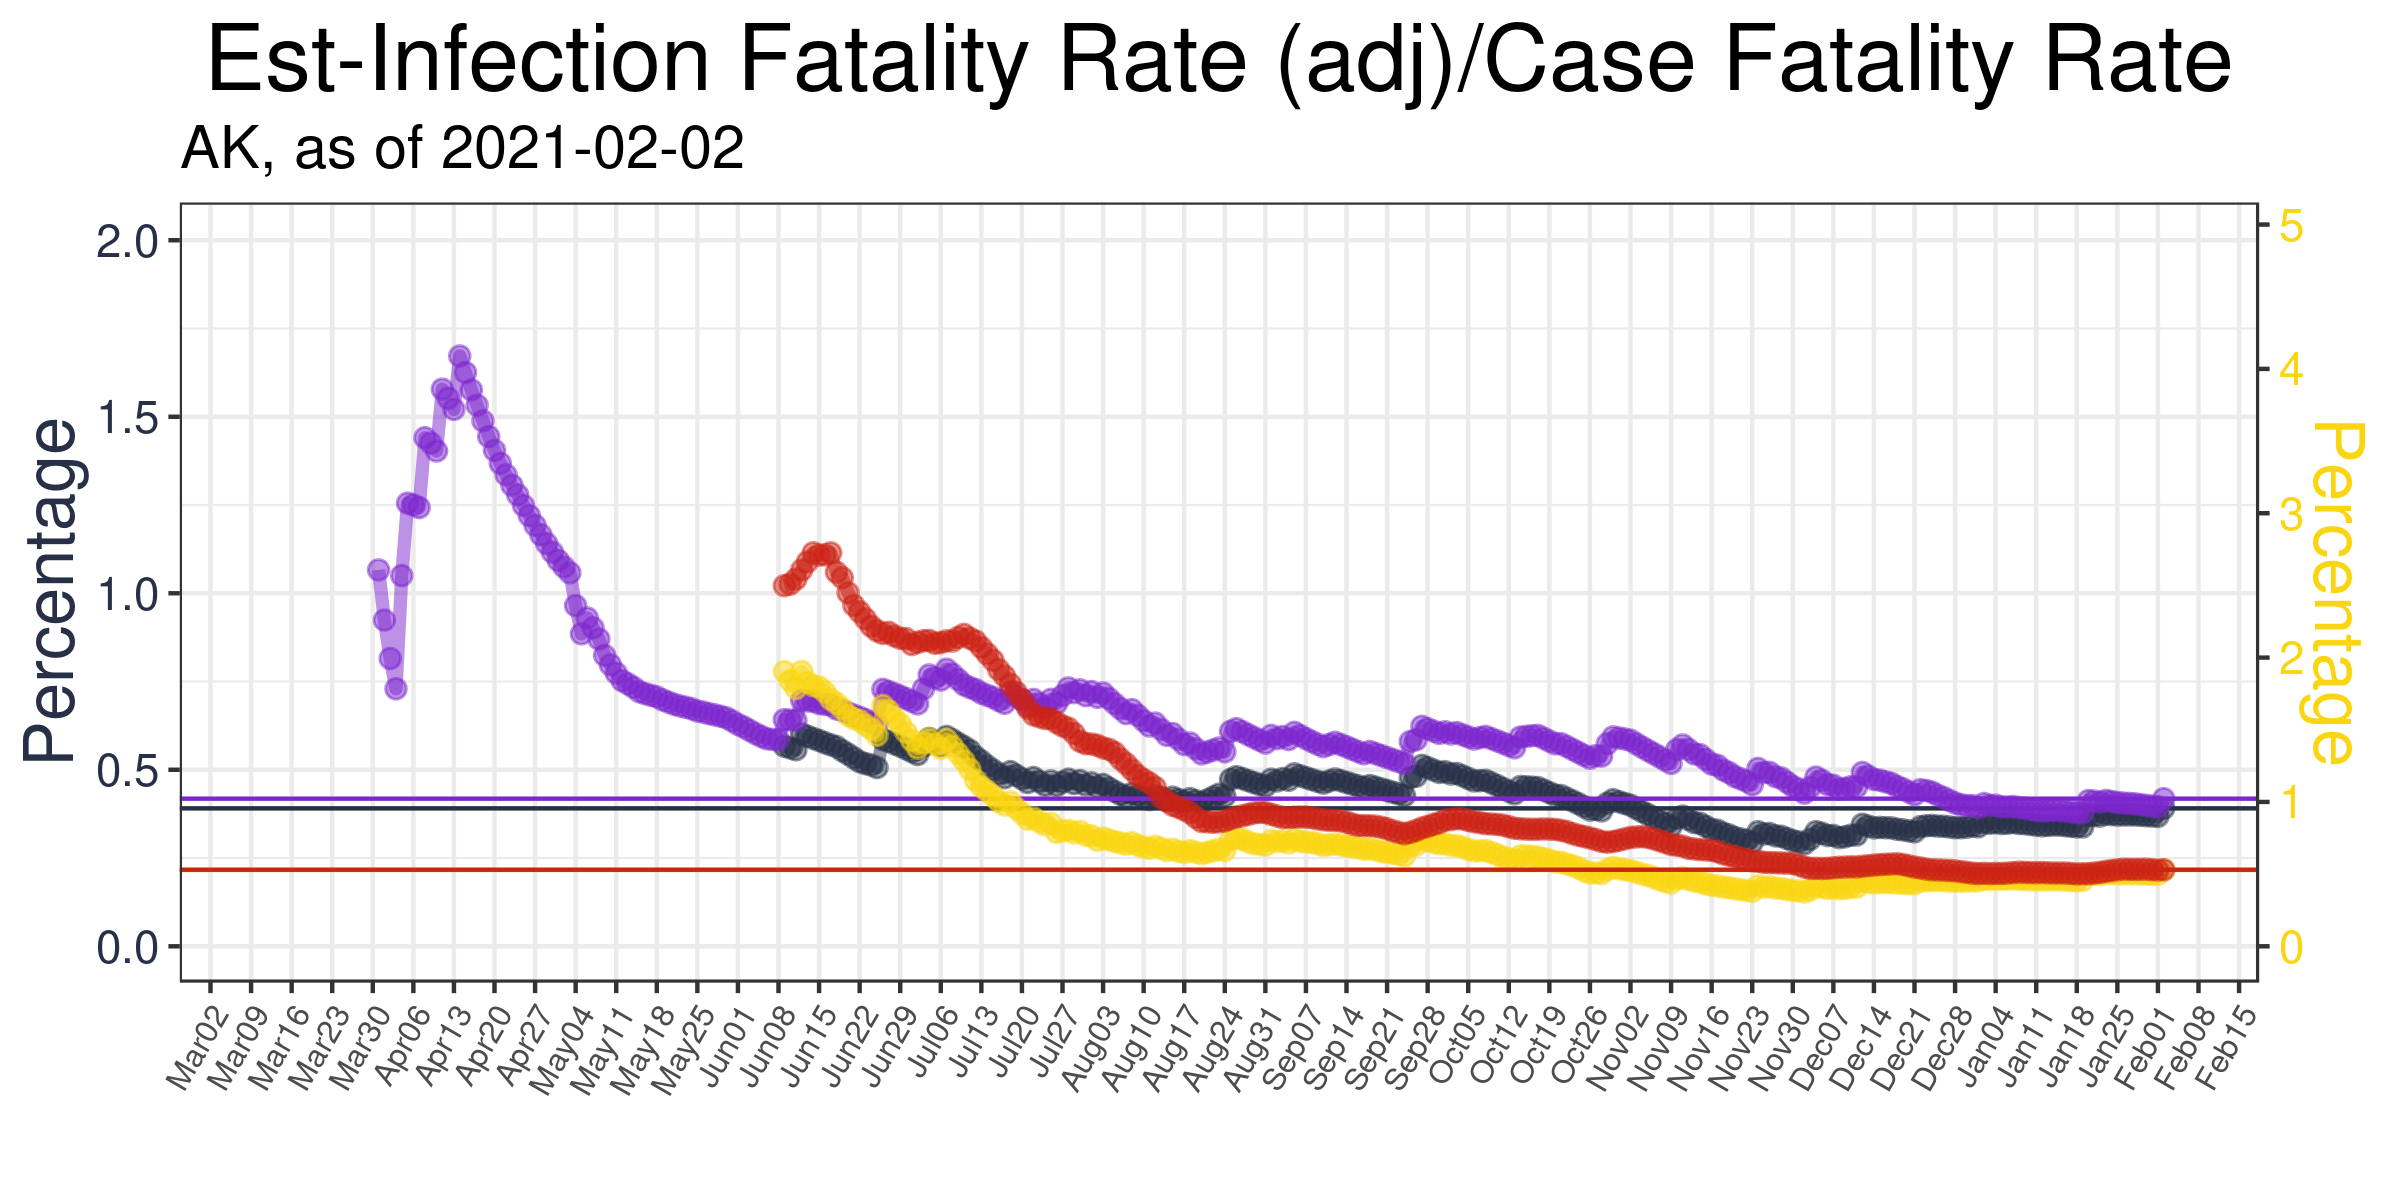 Est-Infection Fatality Rate (adj)/Case Fatality Rate
AK, as of 2021-02-02
Percentage
2.0
1.5
1.0
0.5
0.0
5
4
3
2
1
0
Percentage
Mar02
Mar09
Mar16
Mar23
Mar30
Apr06
Apr13
Apr20
Apr27
May04
May11
May18
May25
Jun01
Jun08
Jun15
Jun22
Jun29
Jul06
Jul13
Jul20
Jul27
Aug03
Aug10
Aug17
Aug24
Aug31
Sep07
Sep14
Sep21
Sep28
Oct05
Oct12
Oct19
Oct26
Nov02
Nov09
Nov16
Nov23
Nov30
Dec07
Dec14
Dec21
Dec28
Jan04
Jan11
Jan18
Jan25
Feb01
Feb08
Feb15